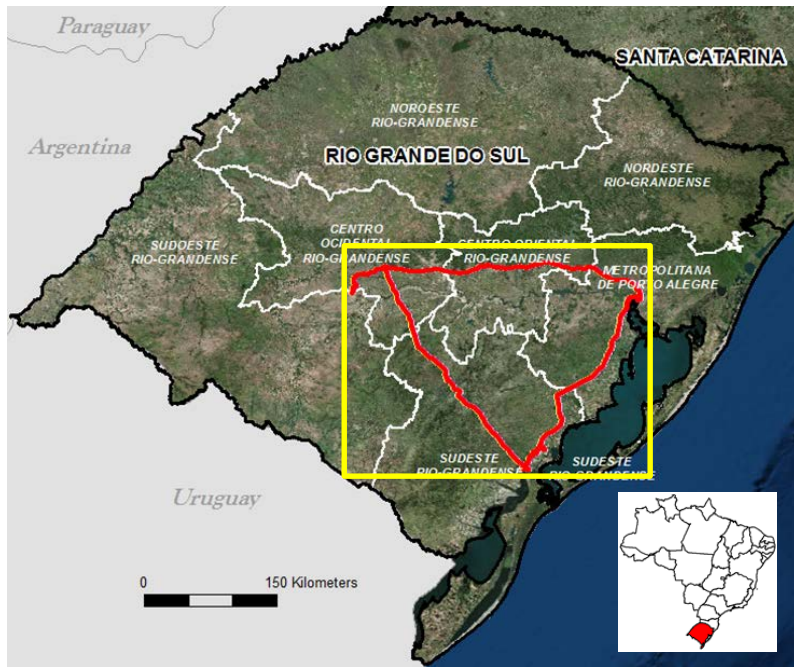 Paraguay
SANTA CATARINA
NOROESTE
RIO-GRANDENSE
Argentina
RIO GRANDE DO SUL
NORDESTE
RIO-GRANDENSE
CENTRO
OCIDENTAL
RIO-GRANDENSE
SUDOESTE
RIO-GRANDENSE
CENTRO ORIENTAL
RIO-GRANDENSE
METROPOLITANA
DE PORTO ALEGRE
SUDESTE
RIO-GRANDENSE
SUDESTE
RIO-GRANDENSE
Uruguay
0
150 Kilometers